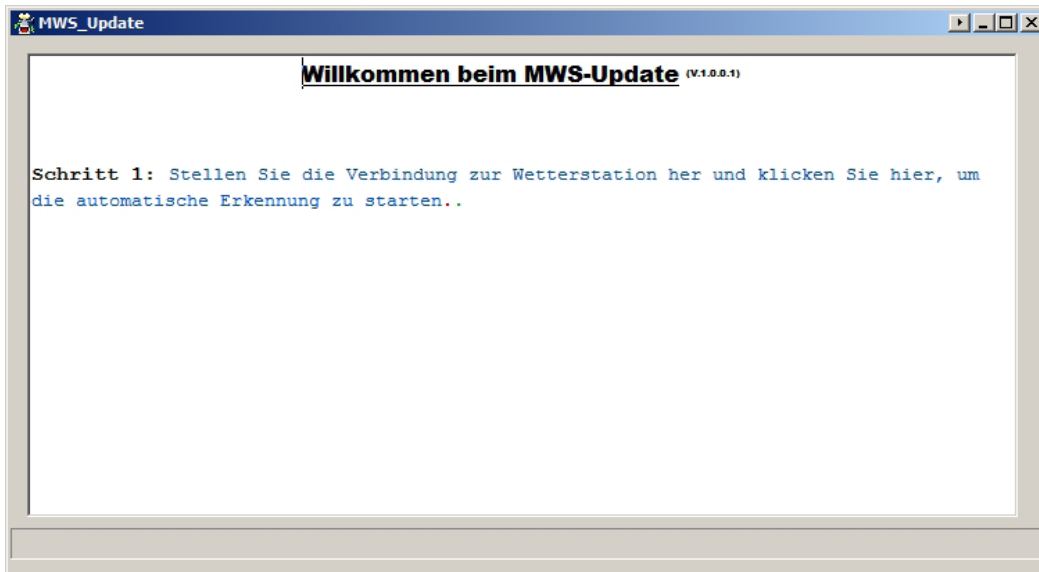 MWS_Update
Willkommen beim MWS-Update (V.1.0.0.1)
Schritt 1: Stellen Sie die Verbindung zur Wetterstation her und klicken Sie hier, um
die automatische Erkennung zu starten..